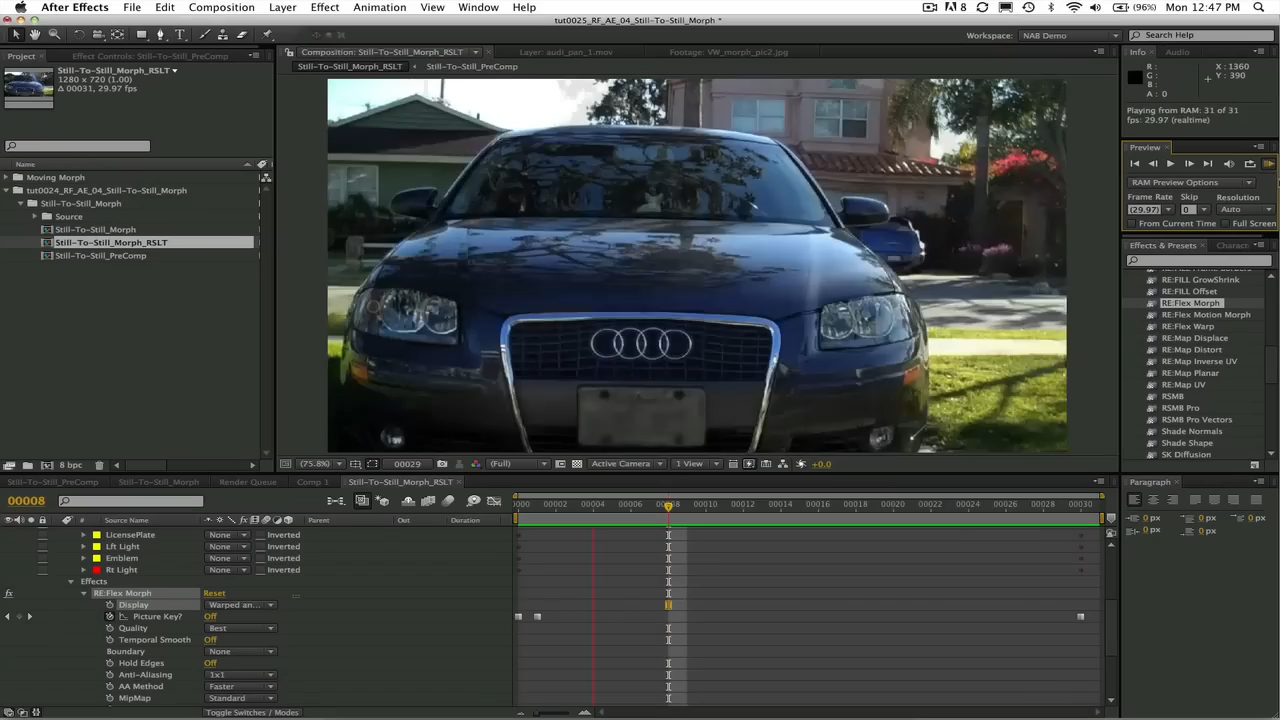 After Effects File Edit Composition Layer Effect Animation View Window Help 8 (96%) Mon 12:47 PM
tut0025_RF_AE_04_Still-To-Still_Morph *
Workspace: NAB Demo Search Help
Project Effect Controls: Still-To-Still_PreComp
Composition: Still-To-Still_Morph_RSLT Layer: audi_pan_1.mov Footage: VW_morph_pic2.jpg
Info Audio
Still-To-Still_Morph_RSLT
1280 x 720 (1.00)
Δ 00031, 29.97 fps
Still-To-Still_Morph_RSLT Still-To-Still_PreComp
R :
G :
B :
A : 0
X : 1360
Y : 390
Playing from RAM: 31 of 31
fps: 29.97 (realtime)
Preview
RAM Preview Options
Frame Rate Skip Resolution
(29.97) 0 Auto
From Current Time Full Screen
Effects & Presets Charact
RE:FILL GrowShrink
RE:FILL Offset
RE:Flex Morph
RE:Flex Motion Morph
RE:Flex Warp
RE:Map Displace
RE:Map Distort
RE:Map Inverse UV
RE:Map Planar
RE:Map UV
RSMB
RSMB Pro
RSMB Pro Vectors
Shade Normals
Shade Shape
SK Diffusion
Name
Moving Morph
tut0024_RF_AE_04_Still-To-Still_Morph
Still-To-Still_Morph
Source
Still-To-Still_Morph
Still-To-Still_Morph_RSLT
Still-To-Still_PreComp
8 bpc
(75.8%) 00029 (Full) Active Camera 1 View +0.0
Still-To-Still_PreComp Still-To-Still_Morph Render Queue Comp 1 Still-To-Still_Morph_RSLT
Paragraph
0 px 0 px 0 px
0 px 0 px
00008
0000 00002 00004 00006 00008 00010 00012 00014 00016 00018 00020 00022 00024 00026 00028 00030
# Source Name Parent Out Duration
LicensePlate None Inverted
Lft Light None Inverted
Emblem None Inverted
Rt Light None Inverted
Effects
fx RE:Flex Morph Reset
Display Warped an...
Picture Key? Off
Quality Best
Temporal Smooth Off
Boundary None
Hold Edges Off
Anti-Aliasing 1x1
AA Method Faster
MipMap Standard
Toggle Switches / Modes